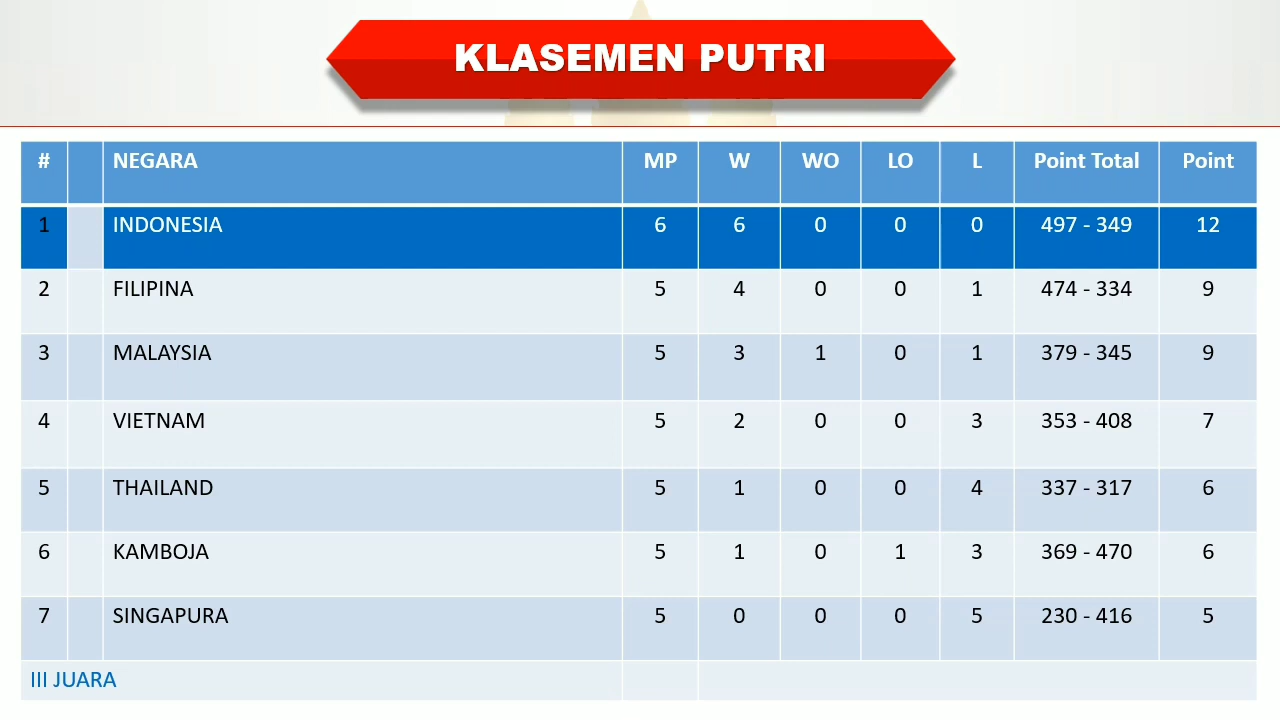 KLASEMEN PUTRI
# NEGARA MP W WO LO L Point Total Point
1 INDONESIA 6 6 0 0 0 497 - 349 12
2 FILIPINA 5 4 0 0 1 474 - 334 9
3 MALAYSIA 5 3 1 0 1 379 - 345 9
4 VIETNAM 5 2 0 0 3 353 - 408 7
5 THAILAND 5 1 0 0 4 337 - 317 6
6 KAMBOJA 5 1 0 1 3 369 - 470 6
7 SINGAPURA 5 0 0 0 5 230 - 416 5
III JUARA